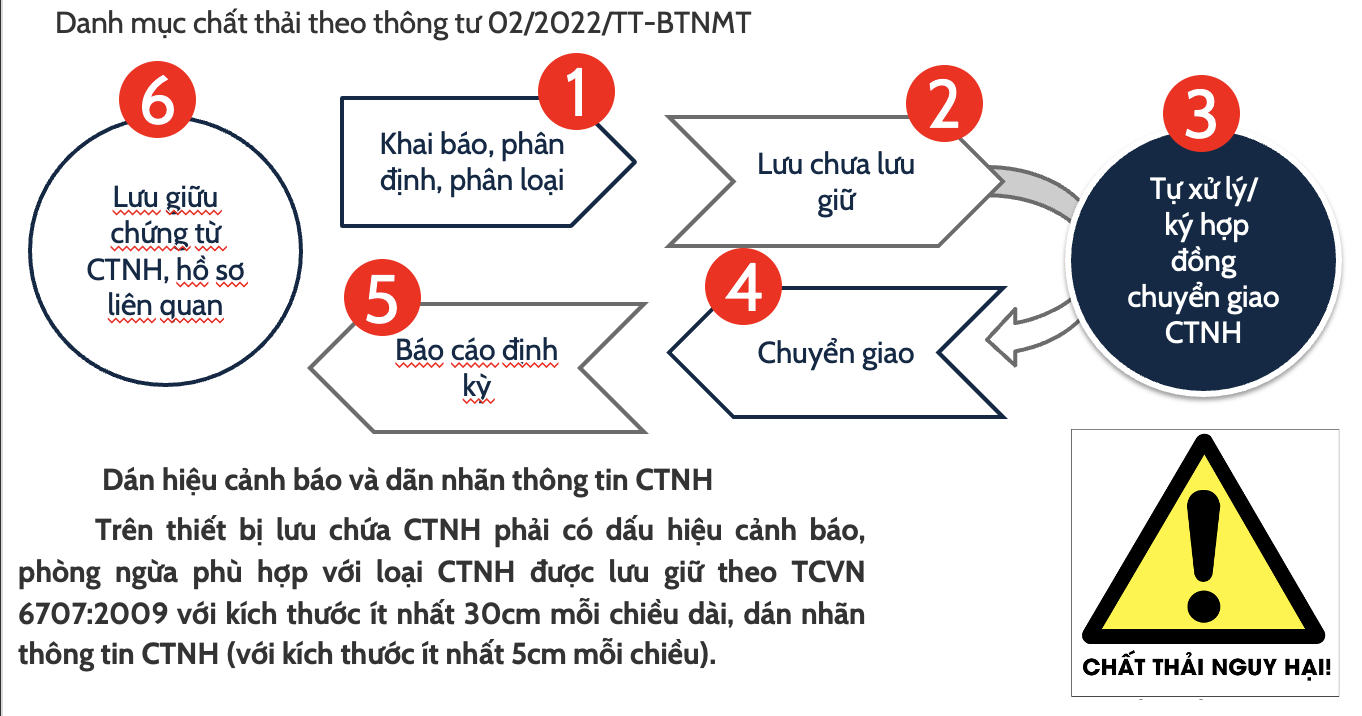 Danh mục chất thải theo thông tư 02/2022/TT-BTNMT
1
Khai báo, phân
định, phân loại
2
Lưu chưa lưu
giữ
3
Tự xử lý/
ký hợp
đồng
chuyển giao
CTNH
4
Chuyển giao
5
Báo cáo định
kỳ
6
Lưu giữu
chứng từ
CTNH, hồ sơ
liên quan
Dán hiệu cảnh báo và dãn nhãn thông tin CTNH
Trên thiết bị lưu chứa CTNH phải có dấu hiệu cảnh báo,
phòng ngừa phù hợp với loại CTNH được lưu giữ theo TCVN
6707:2009 với kích thước ít nhất 30cm mỗi chiều dài, dán nhãn
thông tin CTNH (với kích thước ít nhất 5cm mỗi chiều).
CHẤT THẢI NGUY HẠI!